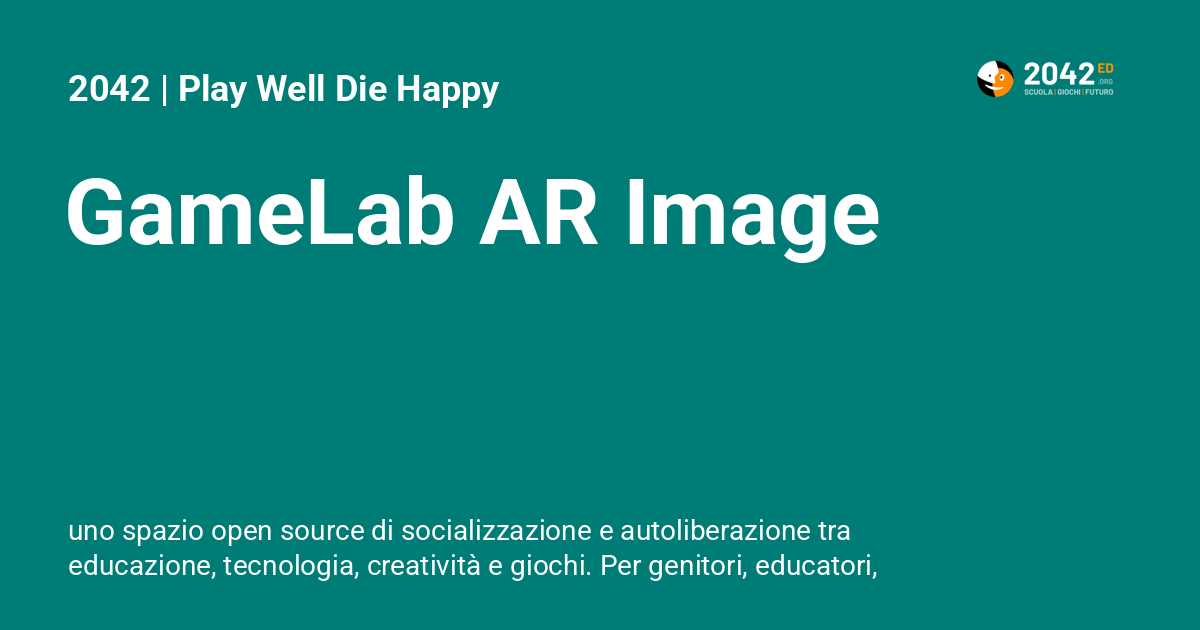 2042 | Play Well Die Happy
2042 ED
.ORG
SCUOLA | GIOCHI | FUTURO
GameLab AR Image
uno spazio open source di socializzazione e autoliberazione tra
educazione, tecnologia, creatività e giochi. Per genitori, educatori,